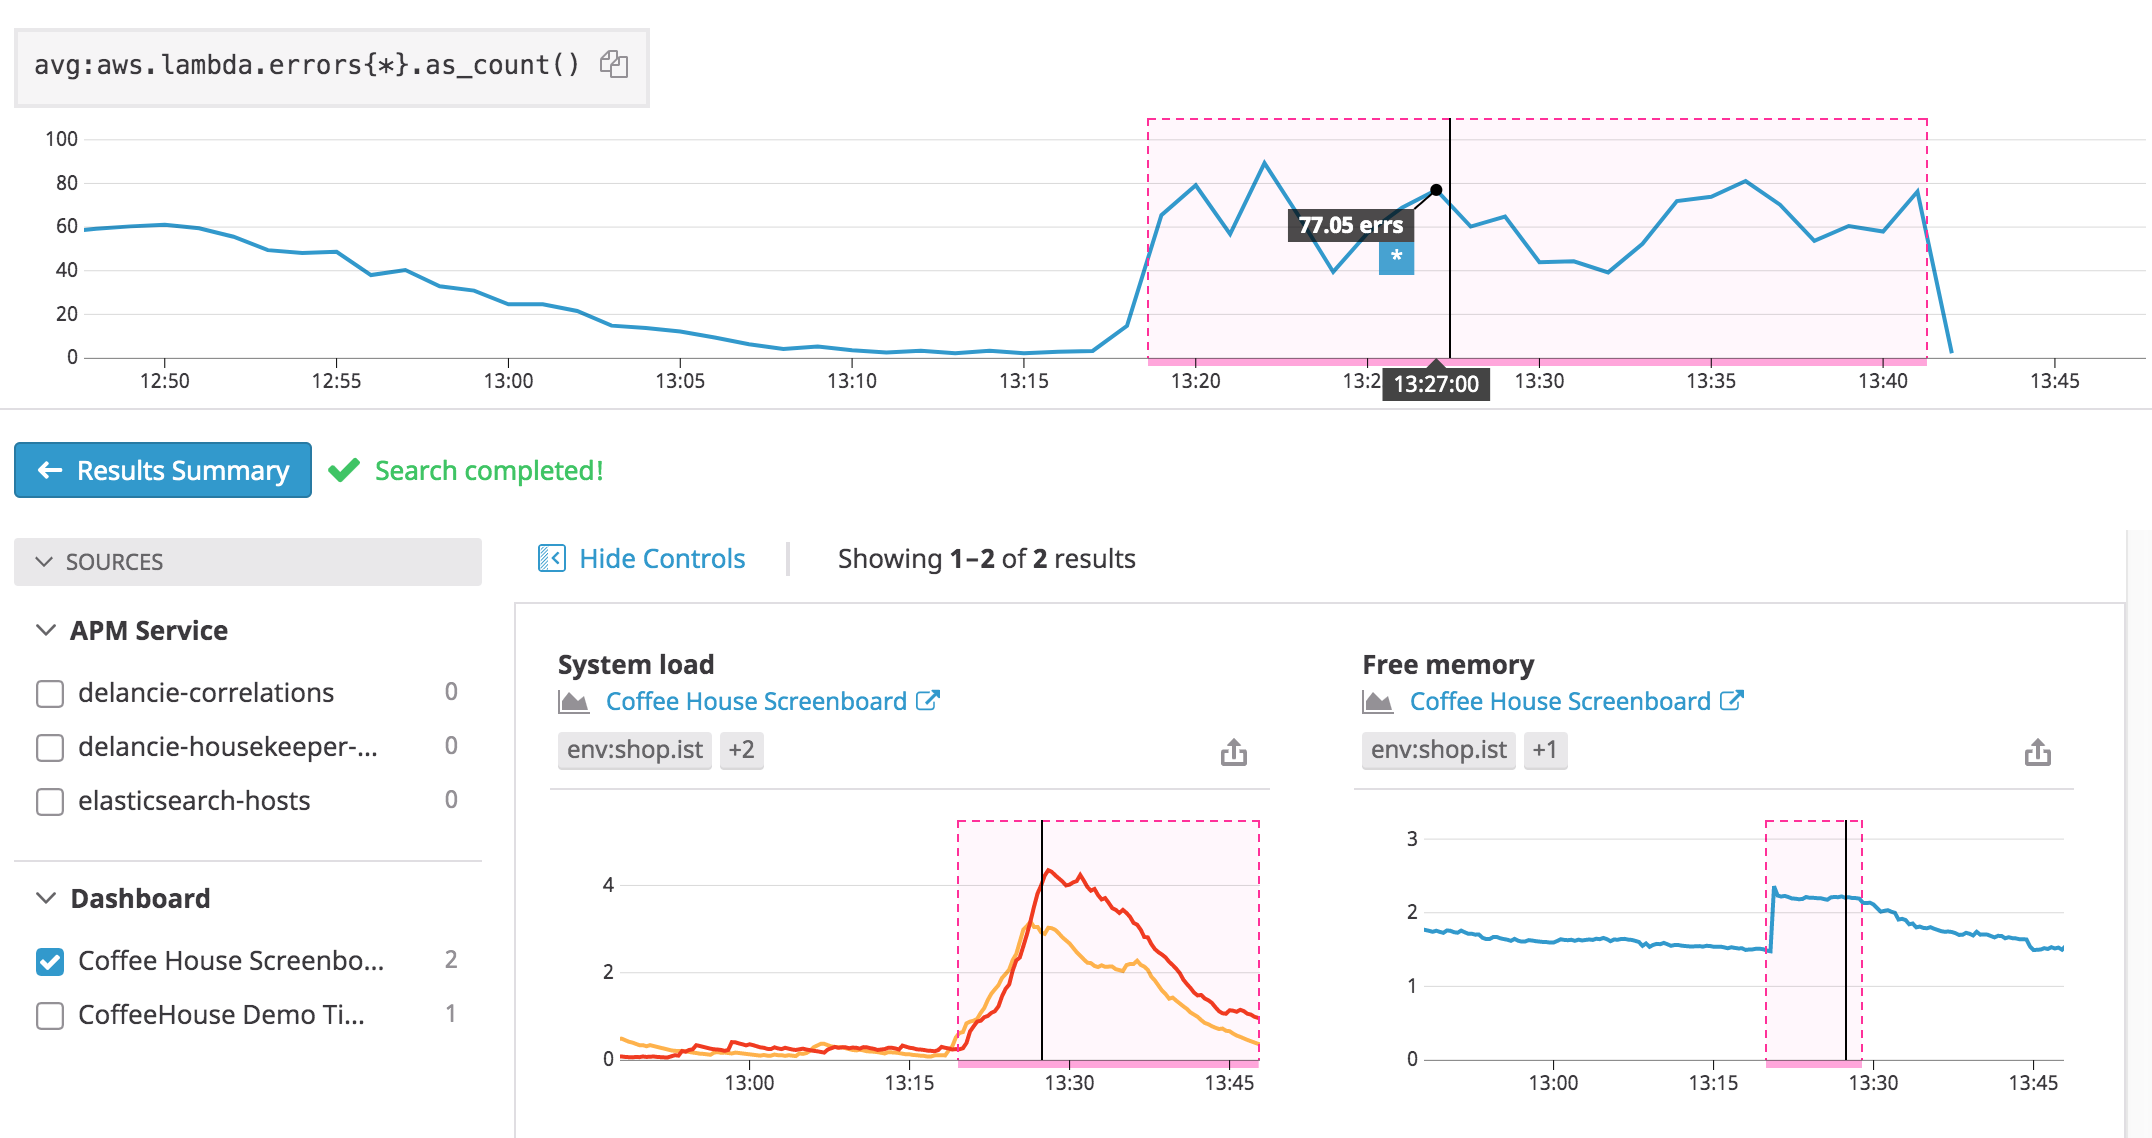 avg:aws.lambda.errors{*}.as_count()
100
80
60
40
20
0
77.05 errs
*
12:50 12:55 13:00 13:05 13:10 13:15 13:20 13:2 13:27:00 13:30 13:35 13:40 13:45
Results Summary Search completed!
SOURCES
APM Service
delancie-correlations 0
delancie-housekeeper-... 0
elasticsearch-hosts 0
Dashboard
Coffee House Screenbo... 2
CoffeeHouse Demo Ti... 1
Hide Controls Showing 1–2 of 2 results
System load
Coffee House Screenboard
env:shop.ist +2
4
2
0
13:00 13:15 13:30 13:45
Free memory
Coffee House Screenboard
env:shop.ist +1
3
2
1
0
13:00 13:15 13:30 13:45